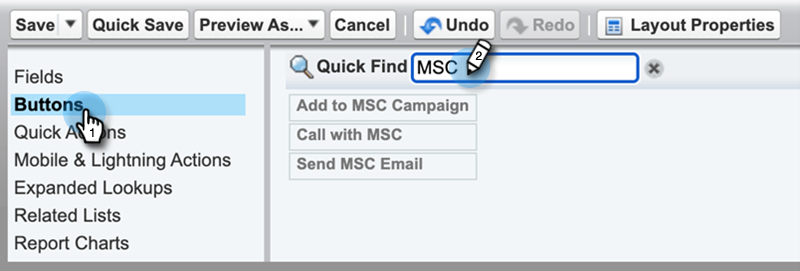 Save Quick Save Preview As... Cancel Undo Redo Layout Properties
Fields
Buttons
Quick Actions
Mobile & Lightning Actions
Expanded Lookups
Related Lists
Report Charts
Quick Find MSC
Add to MSC Campaign
Call with MSC
Send MSC Email
1
2